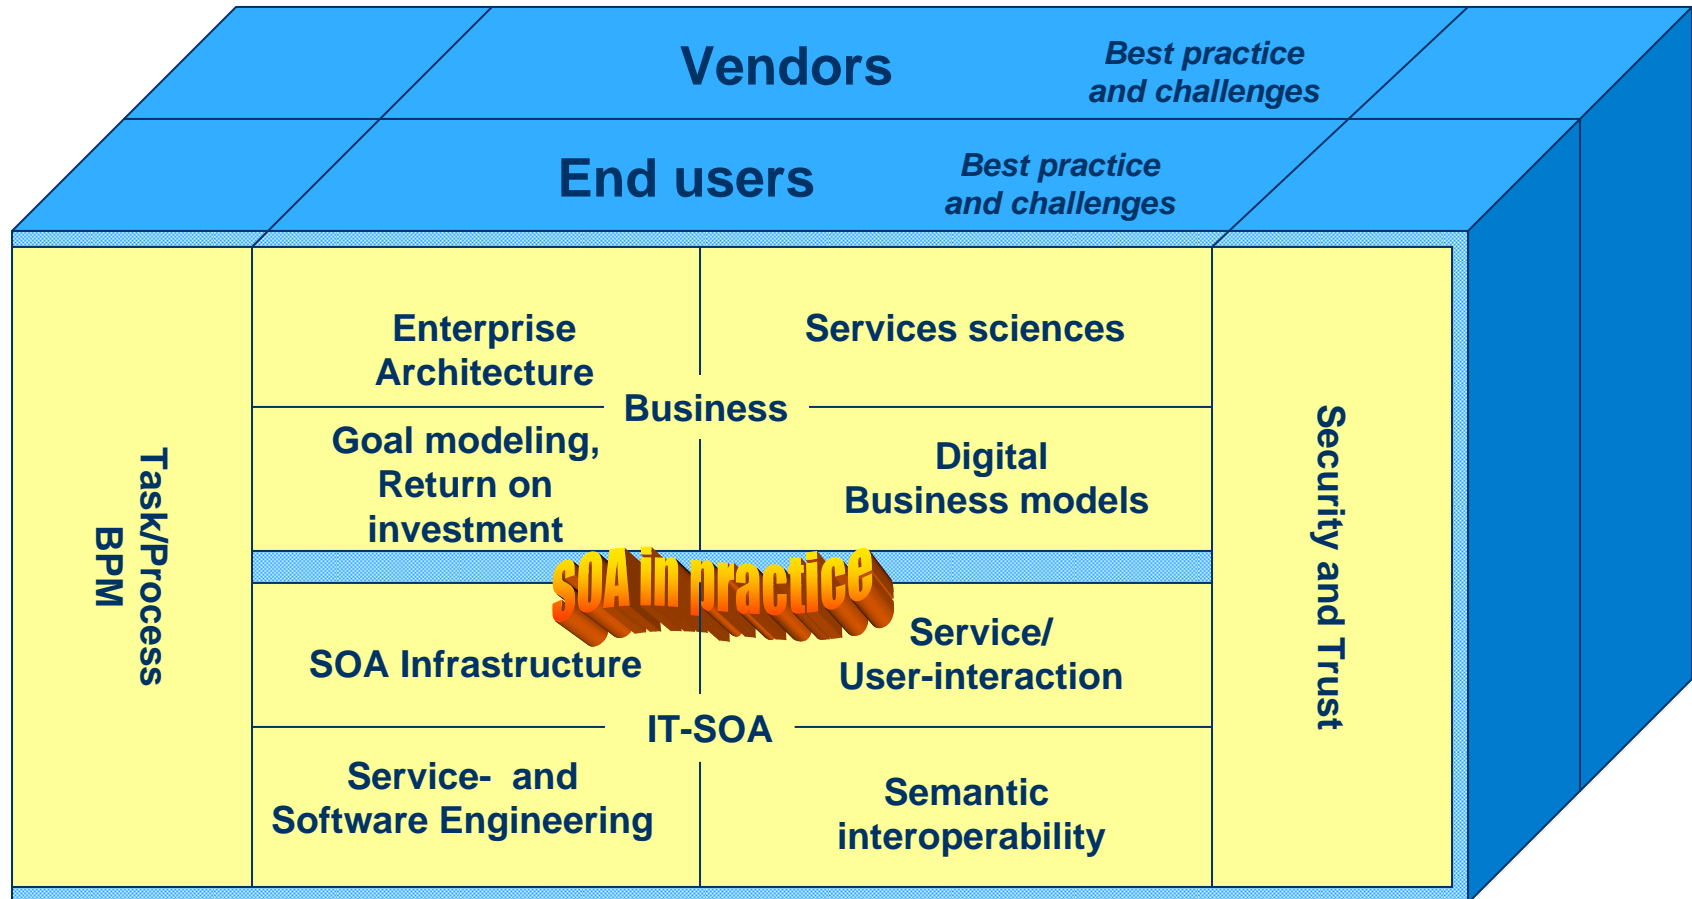 Vendors
Best practice
and challenges
End users
Best practice
and challenges
Task/Process
BPM
Enterprise
Architecture
Services sciences
Business
Goal modeling,
Return on
investment
Digital
Business models
SOA in practice
SOA Infrastructure
Service/
User-interaction
IT-SOA
Service- and
Software Engineering
Semantic
interoperability
Security and Trust